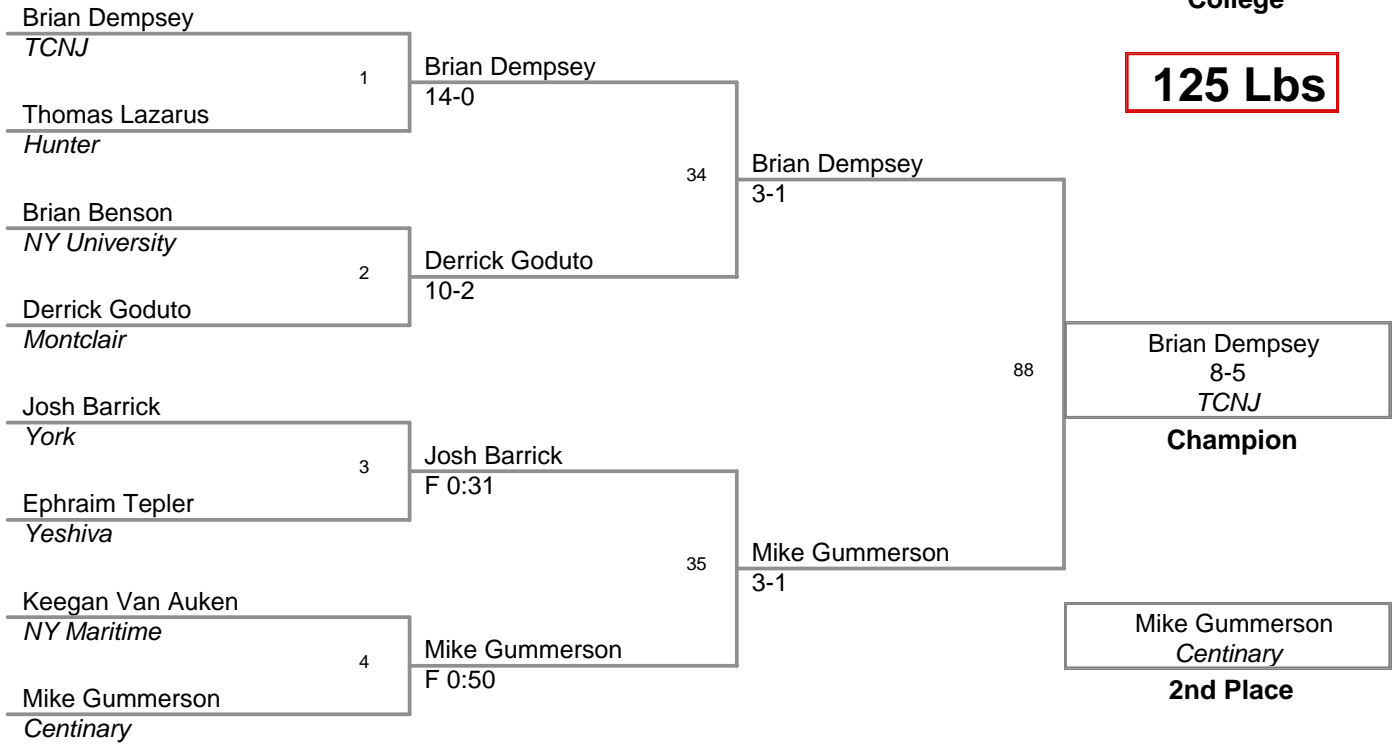 College
125 Lbs
Brian Dempsey
TCNJ
1
Thomas Lazarus
Hunter
Brian Benson
NY University
2
Derrick Goduto
Montclair
Josh Barrick
York
3
Ephraim Tepler
Yeshiva
Keegan Van Auken
NY Maritime
4
Mike Gummerson
Centinary
Brian Dempsey
14-0
34
Derrick Goduto
10-2
Josh Barrick
F 0:31
35
Mike Gummerson
F 0:50
Brian Dempsey
3-1
88
Mike Gummerson
3-1
Brian Dempsey
8-5
TCNJ
Champion
Mike Gummerson
Centinary
2nd Place